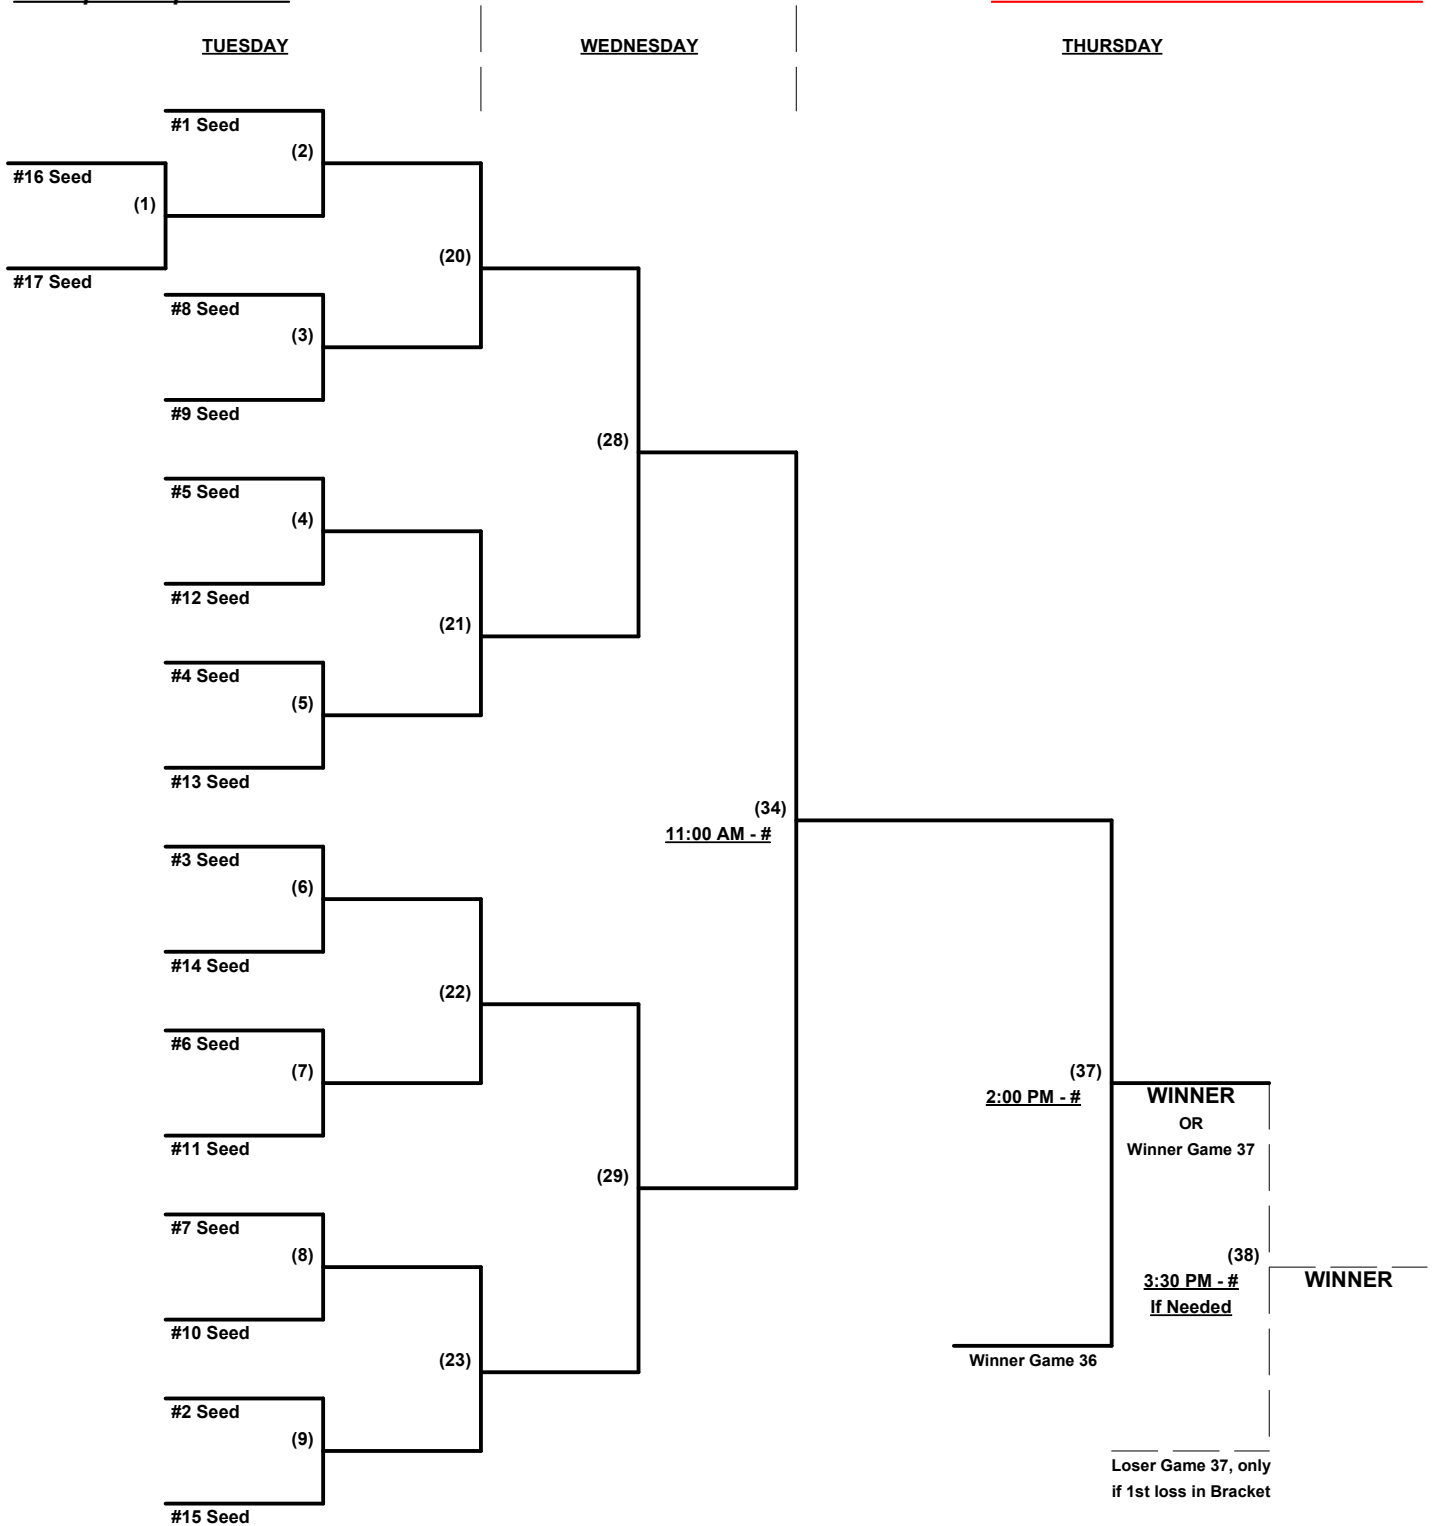 TUESDAY
WEDNESDAY
THURSDAY
#1 Seed
(2)
#16 Seed
(1)
(20)
#17 Seed
#8 Seed
(3)
#9 Seed
(28)
#5 Seed
(4)
#12 Seed
(21)
#4 Seed
(5)
#13 Seed
(34)
11:00 AM - #
#3 Seed
(6)
#14 Seed
(22)
#6 Seed
(7)
(37)
2:00 PM - #
WINNER
OR
#11 Seed
Winner Game 37
(29)
#7 Seed
(8)
(38)
3:30 PM - #
WINNER
If Needed
#10 Seed
(23)
Winner Game 36
#2 Seed
(9)
Loser Game 37, only
if 1st loss in Bracket
#15 Seed